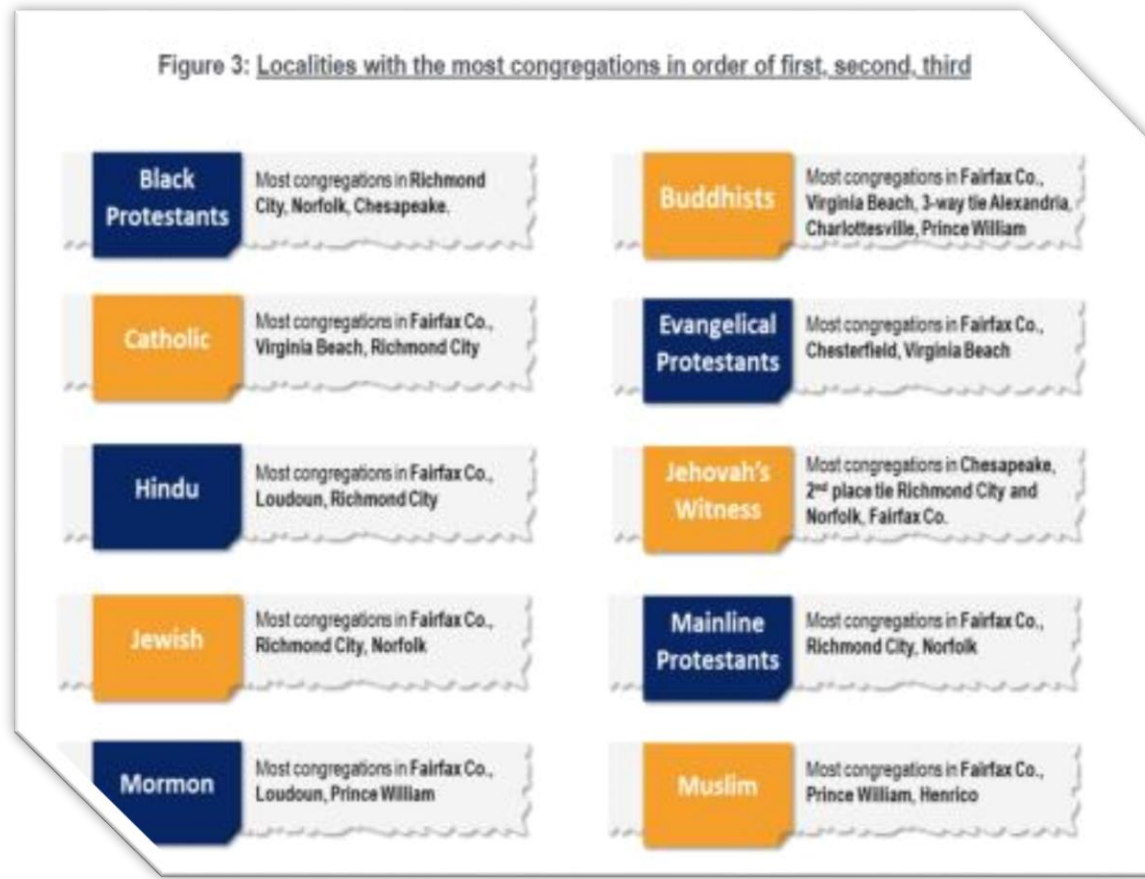 Figure 3: Localities with the most congregations in order of first, second, third
Black
Protestants
Most congregations in Richmond
City, Norfolk, Chesapeake.
Buddhists
Most congregations in Fairfax Co.,
Virginia Beach, 3-way tie Alexandria,
Charlottesville, Prince William
Catholic
Most congregations in Fairfax Co.,
Virginia Beach, Richmond City
Evangelical
Protestants
Most congregations in Fairfax Co.,
Chesterfield, Virginia Beach
Hindu
Most congregations in Fairfax Co.,
Loudoun, Richmond City
Jehovah's
Witness
Most congregations in Chesapeake,
2nd place tie Richmond City and
Norfolk, Fairfax Co.
Jewish
Most congregations in Fairfax Co.,
Richmond City, Norfolk
Mainline
Protestants
Most congregations in Fairfax Co.,
Richmond City, Norfolk
Mormon
Most congregations in Fairfax Co.,
Loudoun, Prince William
Muslim
Most congregations in Fairfax Co.,
Prince William, Henrico